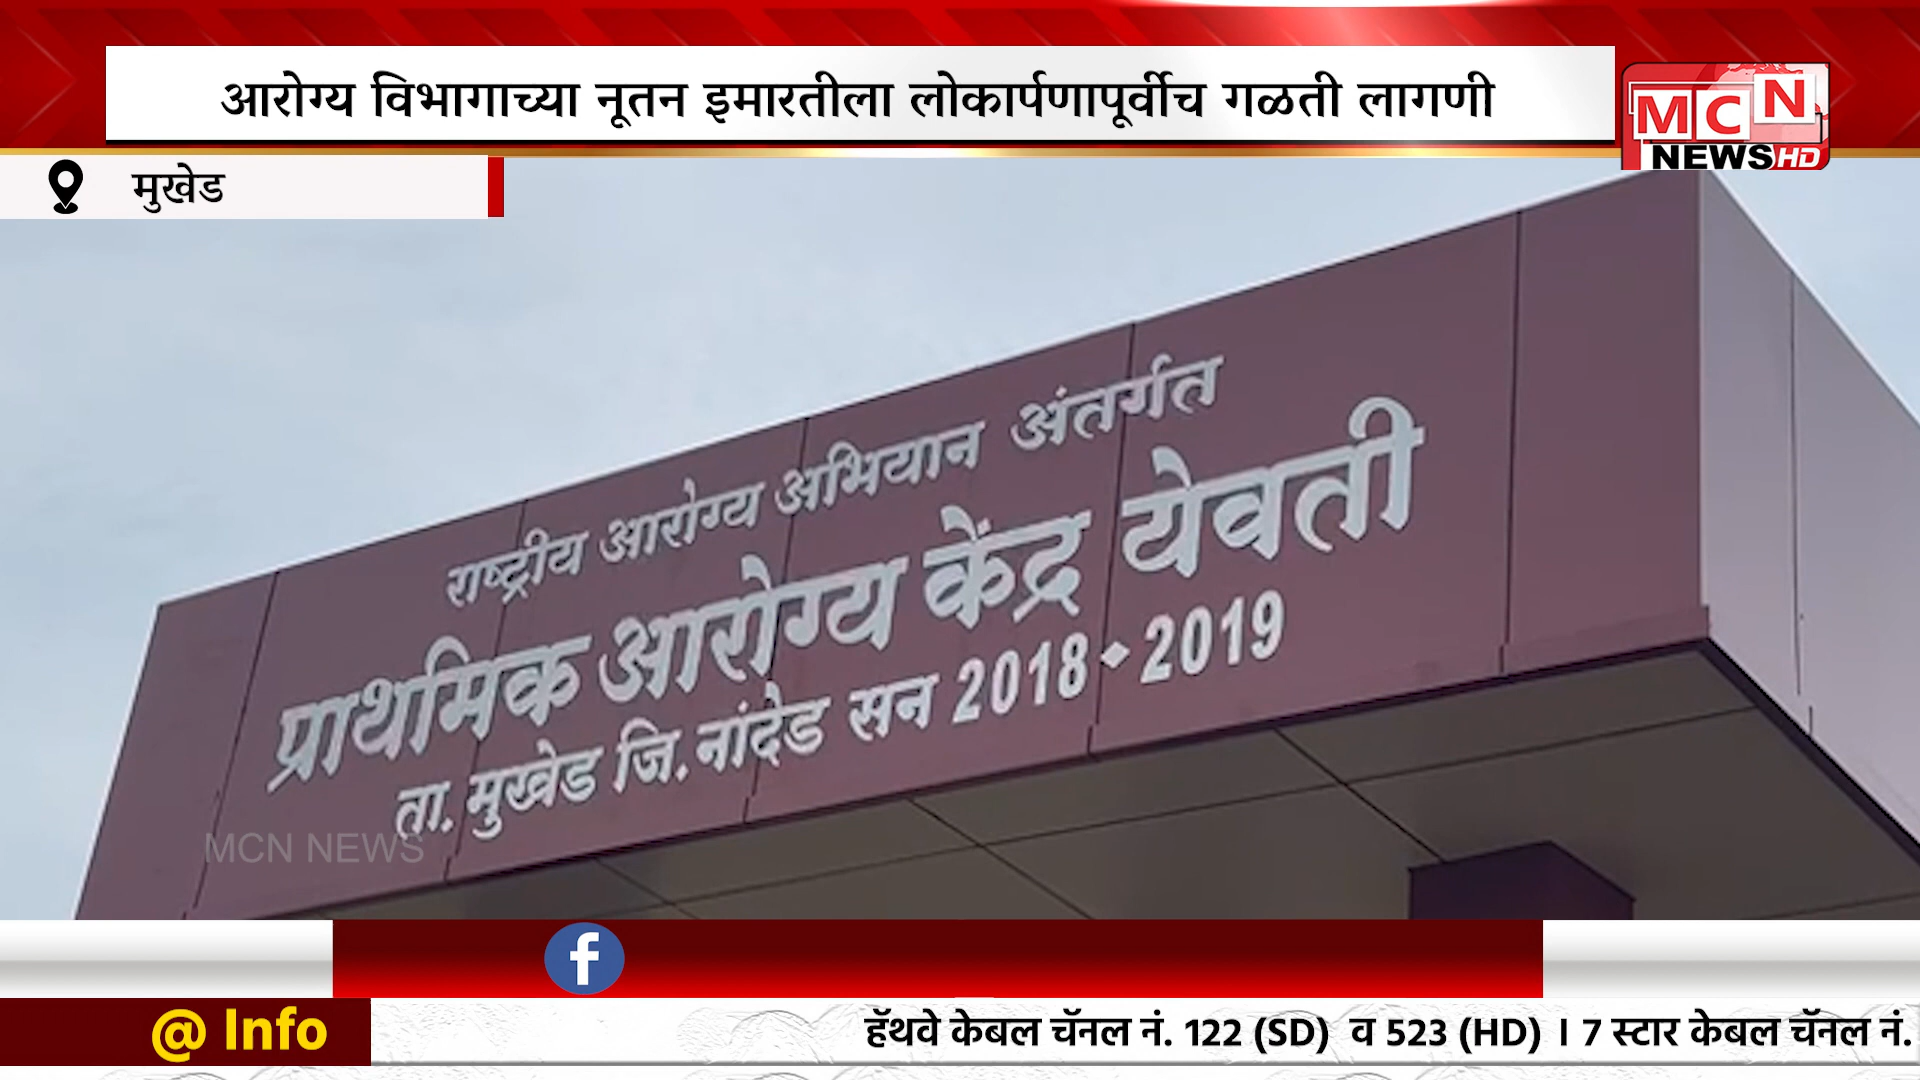 आरोग्य विभागाच्या नूतन इमारतीला लोकार्पणापूर्वीच गळती लागणी
MCN
NEWS HD
मुखेड
राष्ट्रीय आरोग्य अभियान अंतर्गत
प्राथमिक आरोग्य केंद्र येवती
ता. मुखेड जि. नांदेड सन 2018-2019
MCN NEWS
f
@ Info
हॅथवे केबल चॅनल नं. 122 (SD) व 523 (HD) । 7 स्टार केबल चॅनल नं.